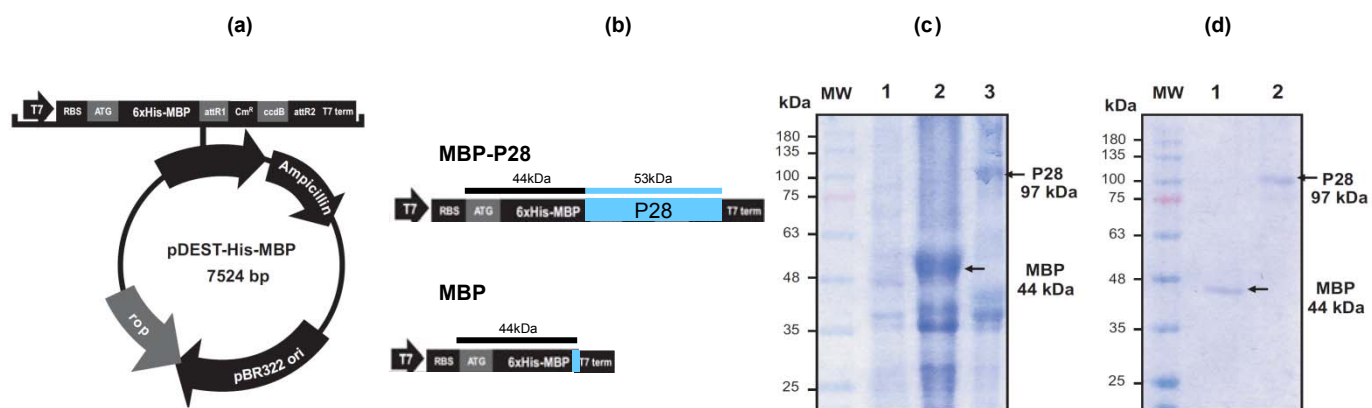 (a)
T7 RBS ATG 6xHis-MBP attR1 Cmᴿ ccdB attR2 T7 term
Ampicillin
pDEST-His-MBP
7524 bp
rop
pBR322 ori
(b)
MBP-P28
44kDa 53kDa
T7 RBS ATG 6xHis-MBP P28 T7 term
MBP
44kDa
T7 RBS ATG 6xHis-MBP T7 term
(c)
kDa MW 1 2 3
180
135
100
75
63
48
35
25
P28
97 kDa
MBP
44 kDa
(d)
kDa MW 1 2
180
135
100
75
63
48
35
25
P28
97 kDa
MBP
44 kDa